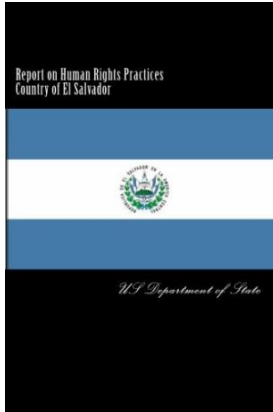 Report on Human Rights Practices
Country of El Salvador
US Department of State